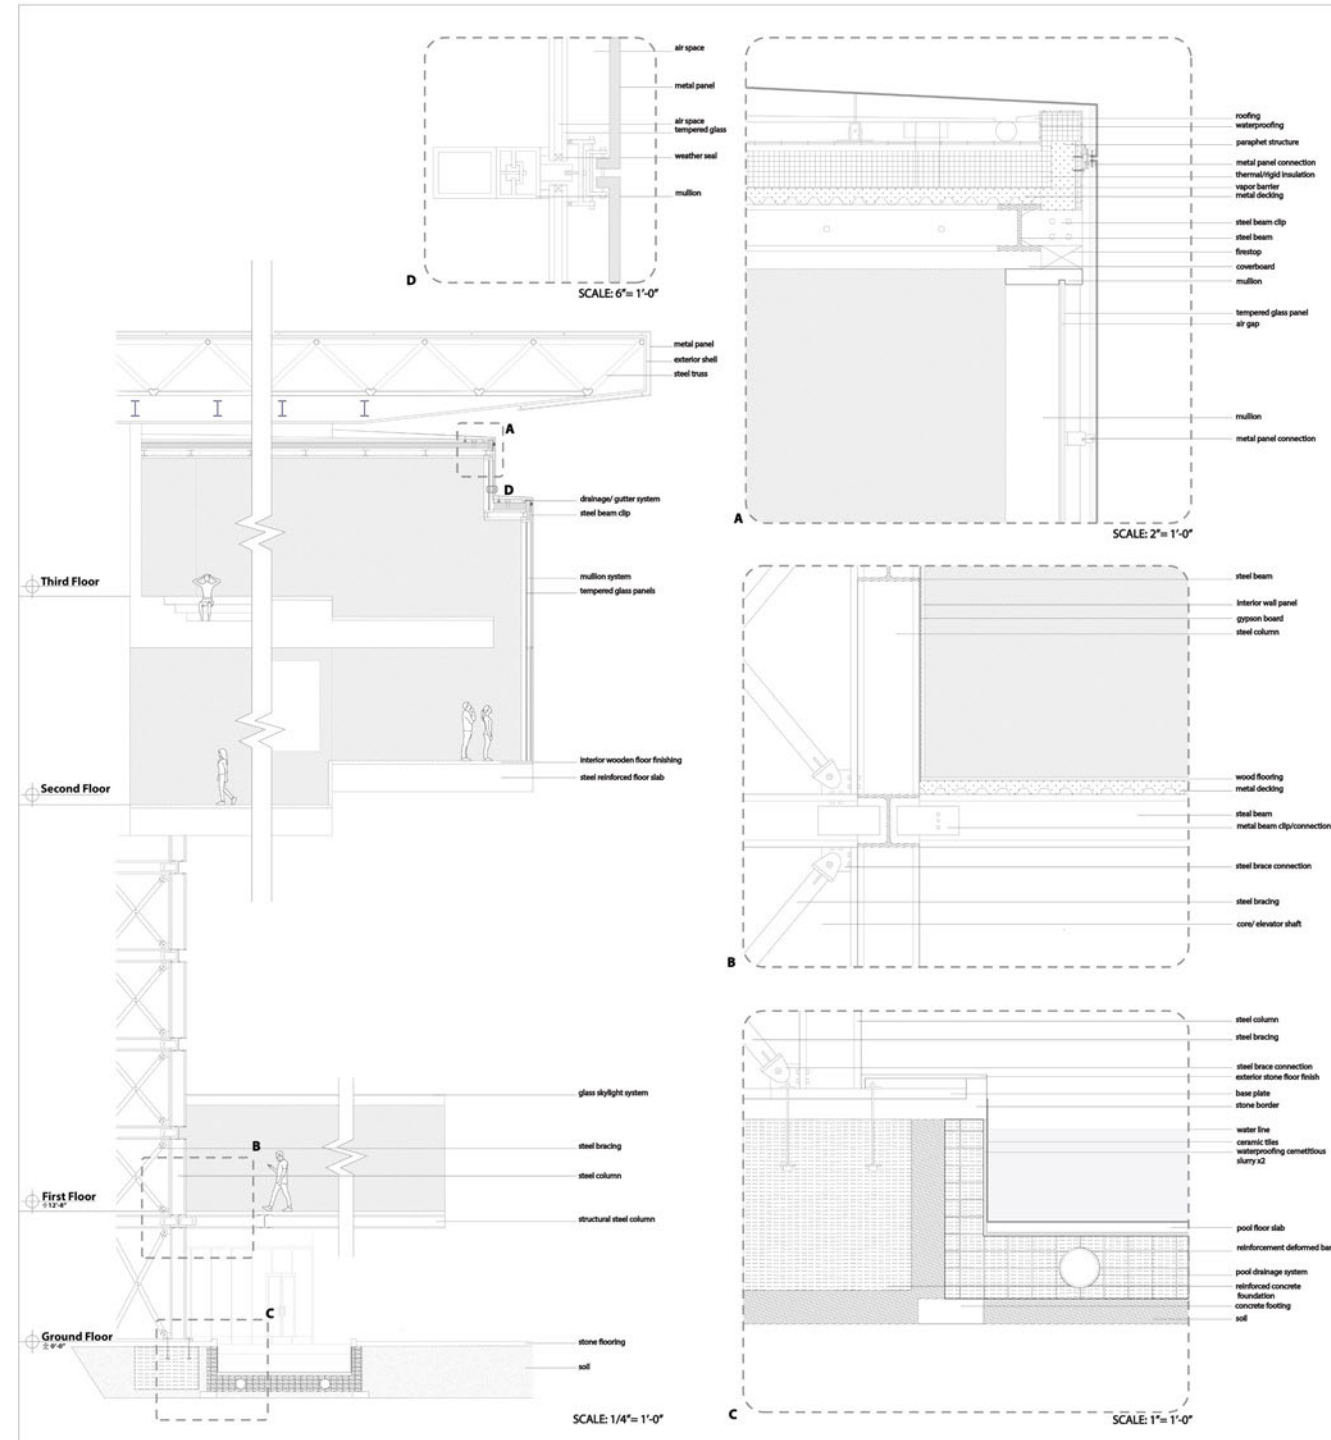 air space
metal panel
air space
tempered glass
weather seal
mullion
D
SCALE: 6"= 1'-0"
roofing
waterproofing
paraphet structure
metal panel connection
thermal/rigid insulation
vapor barrier
metal decking
steel beam clip
steel beam
firestop
coverboard
mullion
tempered glass panel
air gap
mullion
metal panel connection
A
SCALE: 2"= 1'-0"
metal panel
exterior shell
steel truss
A
D
drainage/ gutter system
steel beam clip
mullion system
tempered glass panels
Third Floor
interior wooden floor finishing
steel reinforced floor slab
Second Floor
glass skylight system
B
steel bracing
steel column
First Floor
12'-8"
structural steel column
C
Ground Floor
0'-0"
stone flooring
soil
SCALE: 1/4"= 1'-0"
steel beam
interior wall panel
gypson board
steel column
wood flooring
metal decking
steal beam
metal beam clip/connection
steel brace connection
steel bracing
core/ elevator shaft
B
steel column
steel bracing
steel brace connection
exterior stone floor finish
base plate
stone border
water line
ceramic tiles
waterproofing cemetitious
slurry x2
pool floor slab
reinforcement deformed bar
pool drainage system
reinforced concrete
foundation
concrete footing
soil
C
SCALE: 1"= 1'-0"